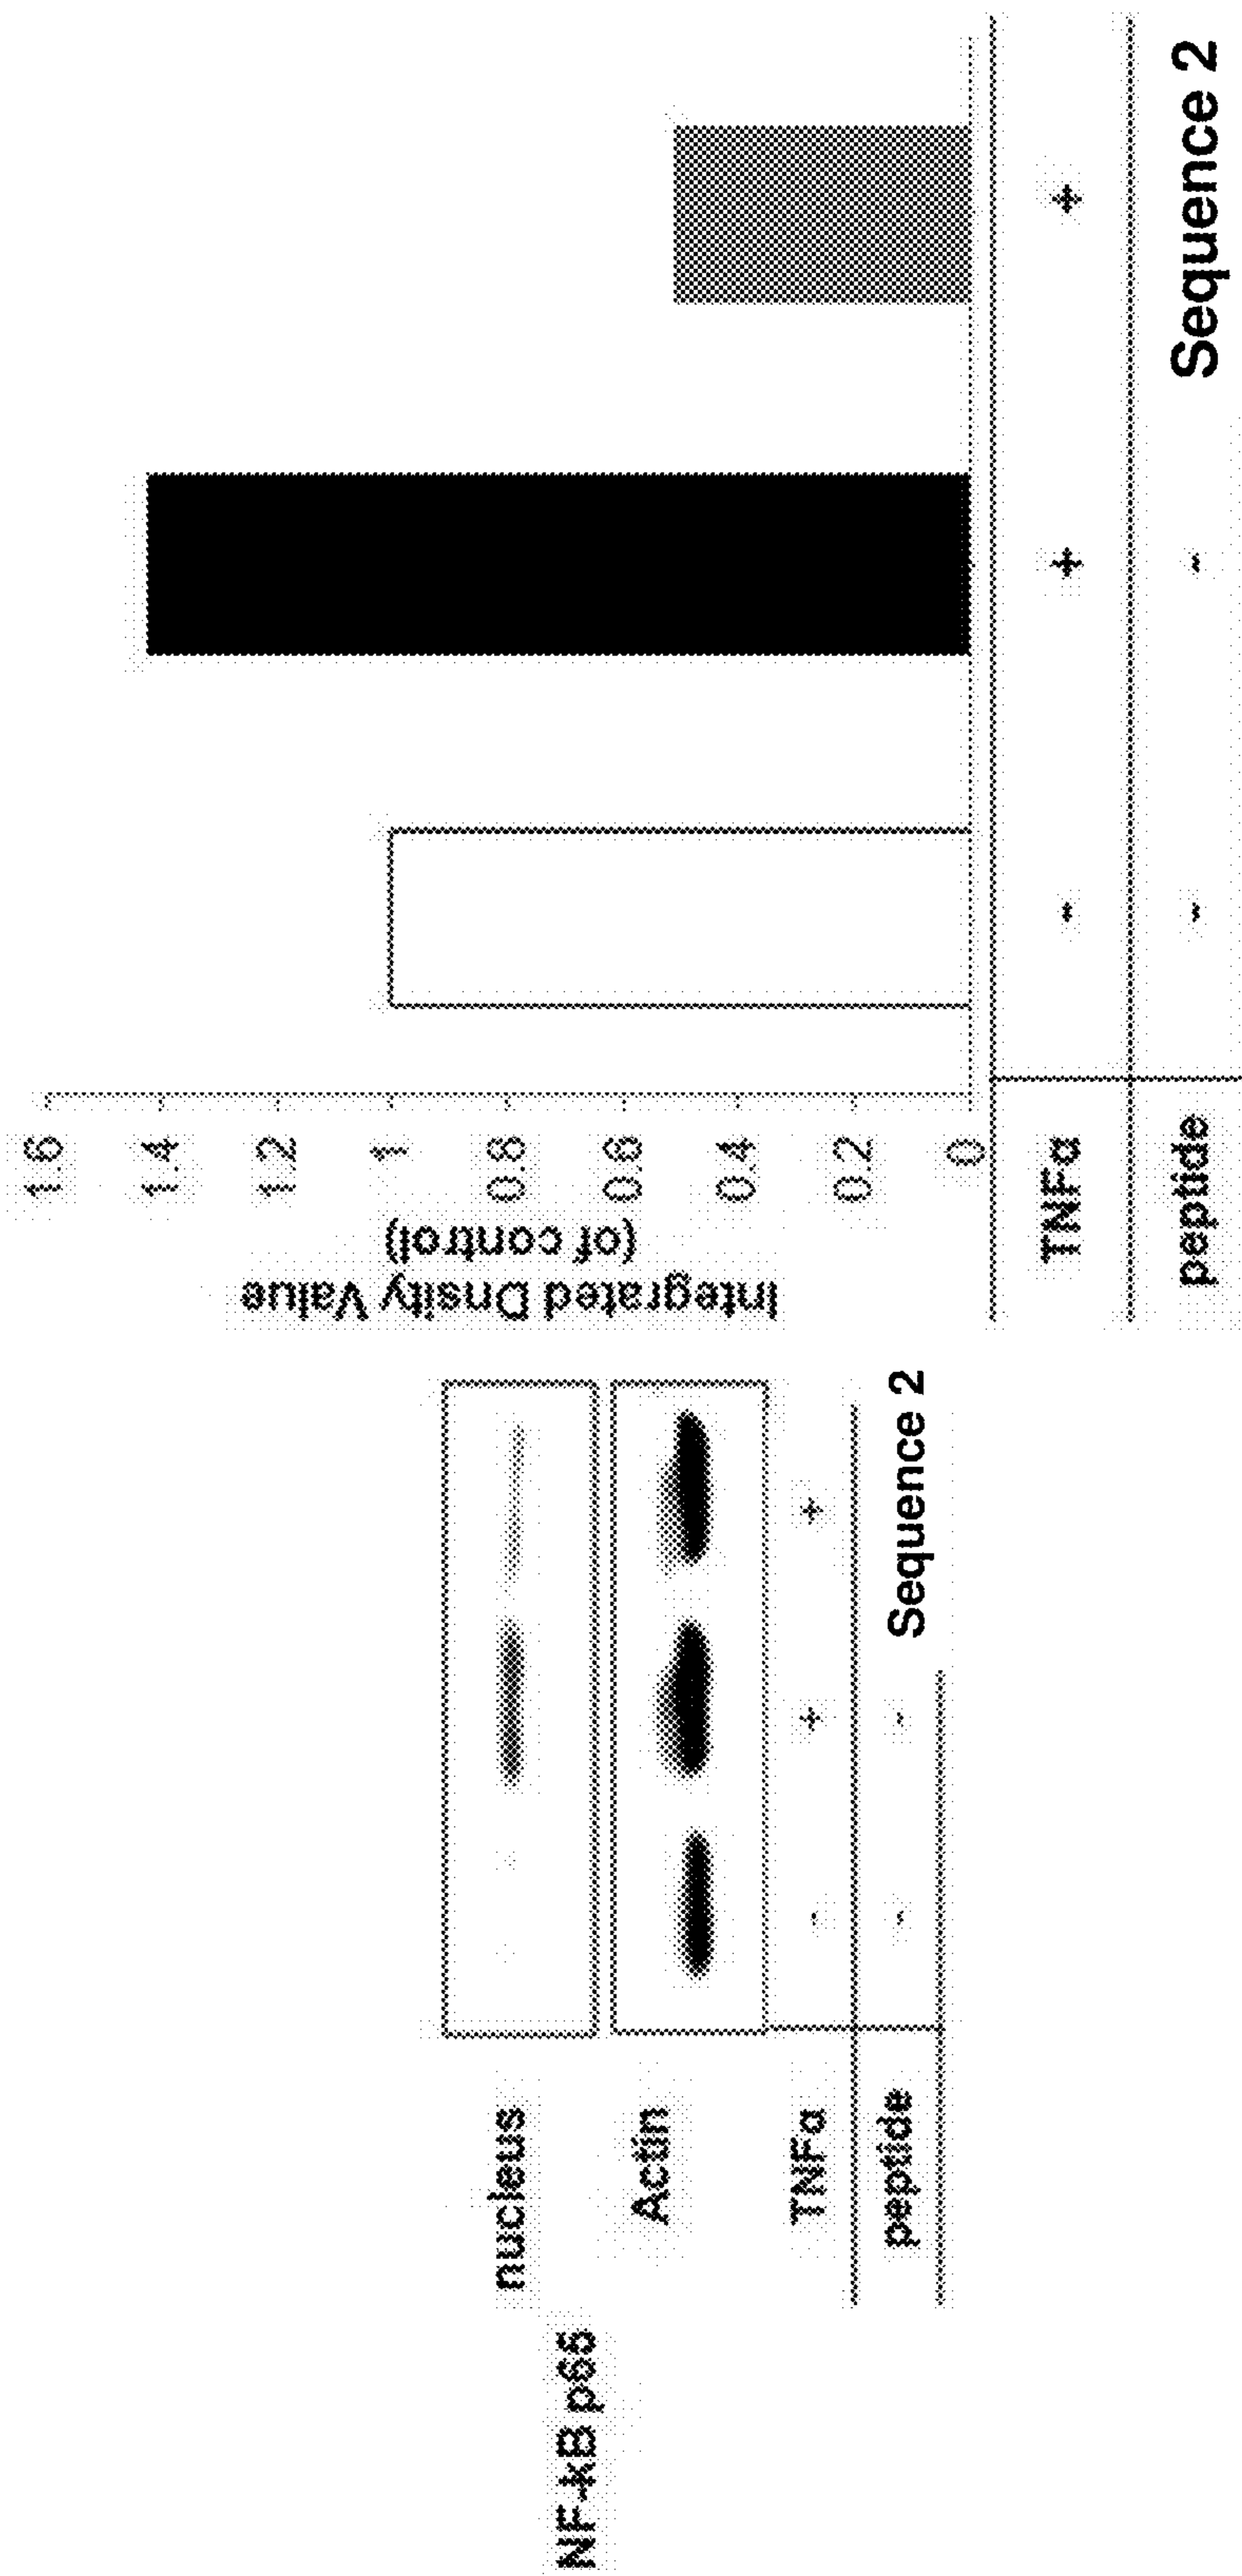 NF-kB p65
nucleus
Actin
TNFα - + +
peptide - - Sequence 2
Integrated Dnsity Value
(of control)
1.6
1.4
1.2
1
0.8
0.6
0.4
0.2
0
TNFα - + +
peptide - - Sequence 2